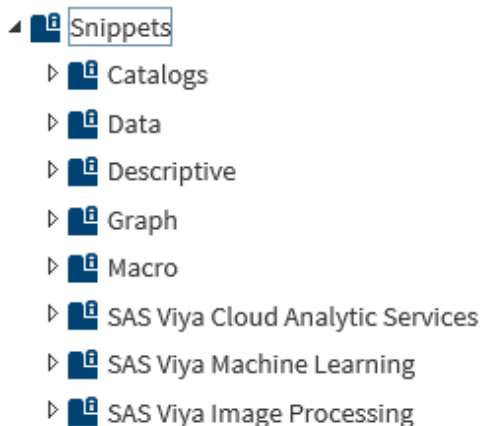 Snippets
Catalogs
Data
Descriptive
Graph
Macro
SAS Viya Cloud Analytic Services
SAS Viya Machine Learning
SAS Viya Image Processing